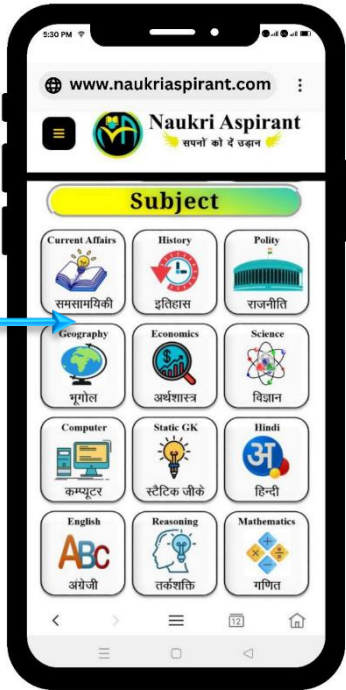 5:30 PM
www.naukriaspirant.com
Naukri Aspirant
सपनों को दें उड़ान
Subject
Current Affairs
समसामयिकी
History
इतिहास
Polity
राजनीति
Geography
भूगोल
Economics
अर्थशास्त्र
Science
विज्ञान
Computer
कम्प्यूटर
Static GK
स्टैटिक जीके
Hindi
अ
हिन्दी
English
ABC
अंग्रेजी
Reasoning
तर्कशक्ति
Mathematics
गणित
12